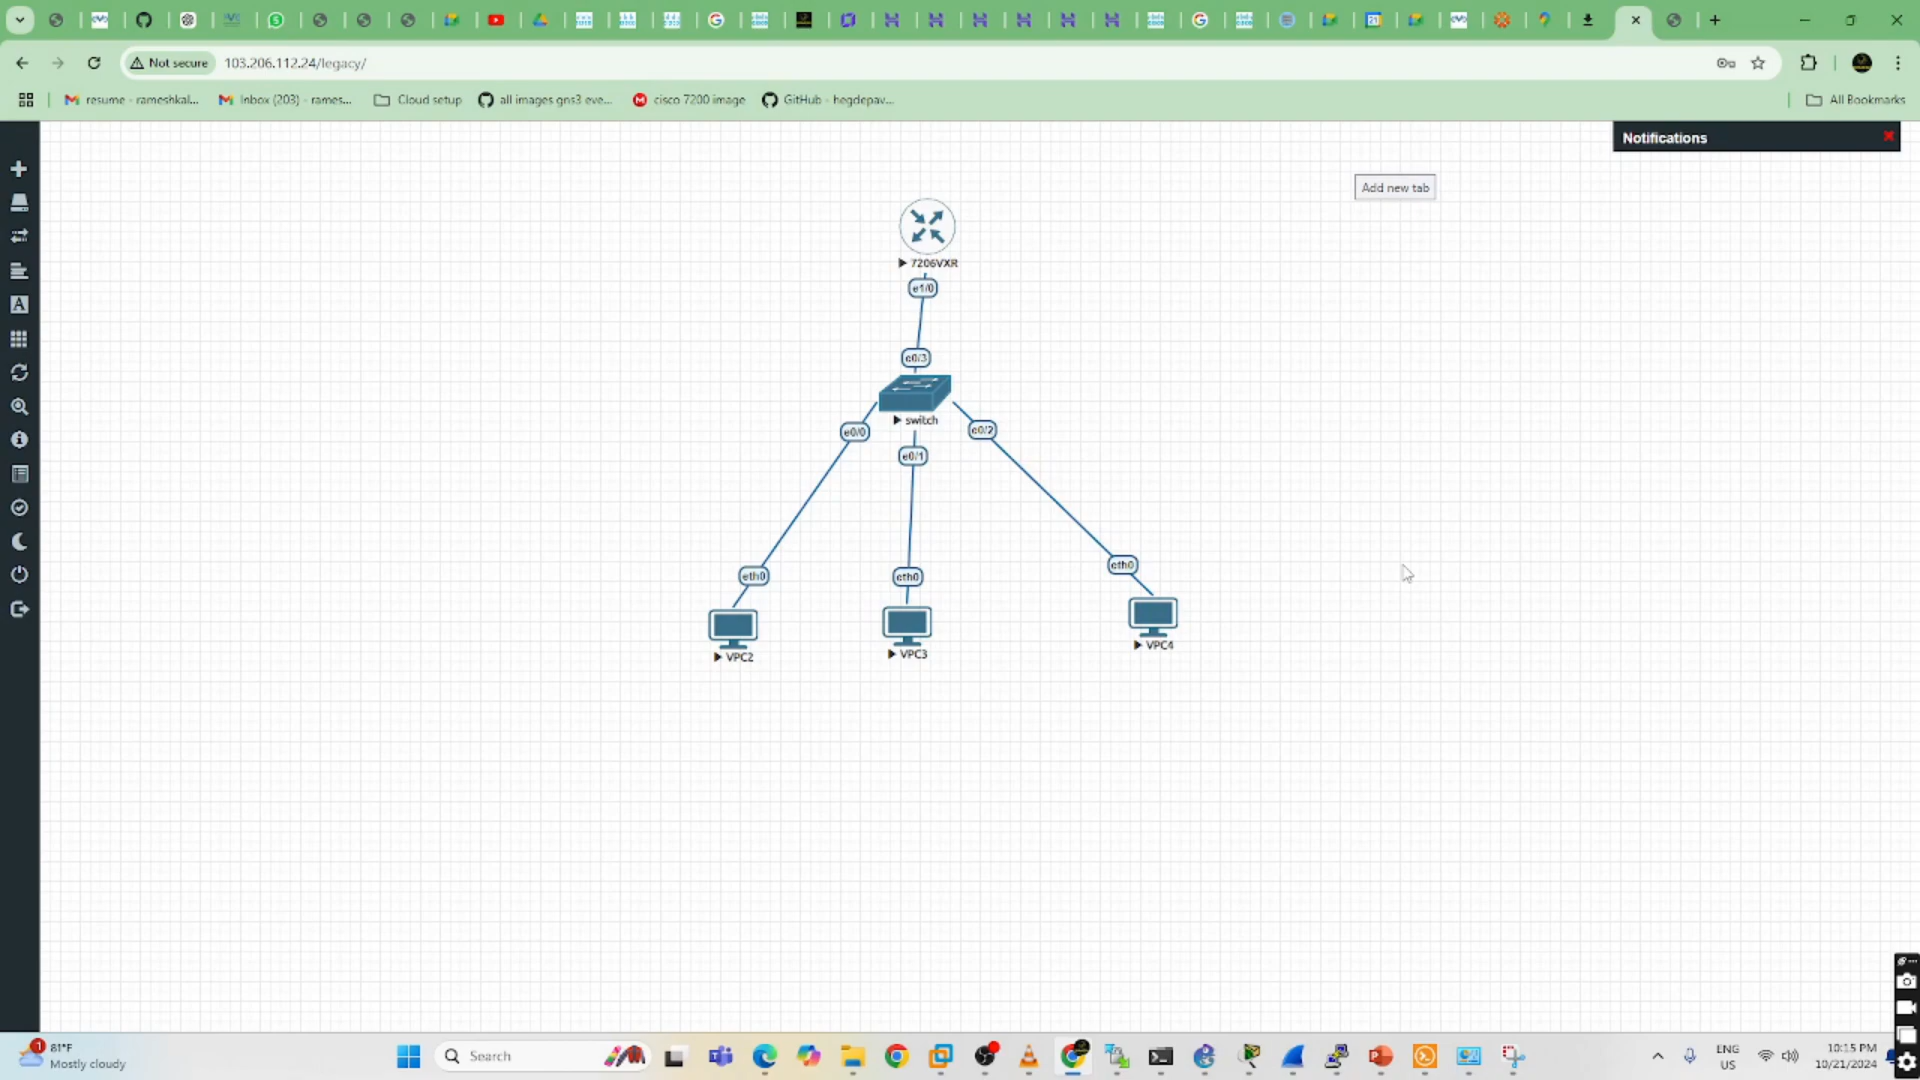 Not secure 103.206.112.24/legacy/
resume - rameshkal... Inbox (203) - rames... Cloud setup all images gns3 eve... cisco 7200 image GitHub - hegdepav... All Bookmarks
Notifications
Add new tab
7206VXR
e1/0
e0/3
switch
e0/0
e0/1
e0/2
eth0
eth0
eth0
VPC2
VPC3
VPC4
1
81°F
Mostly cloudy
Search
ENG
US
10:15 PM
10/21/2024